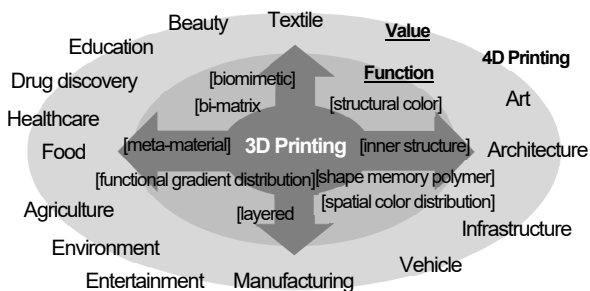 Textile
Beauty
Value
Education
4D Printing
Function
[biomimetic]
Drug discovery
[bi-matrix
[structural color]
Art
Healthcare
Food
[meta-material]
3D Printing
[inner structure]
Architecture
[functional gradient distribution]
[shape memory polymer]
[spatial color distribution]
Agriculture
[layered
Infrastructure
Environment
Vehicle
Entertainment
Manufacturing